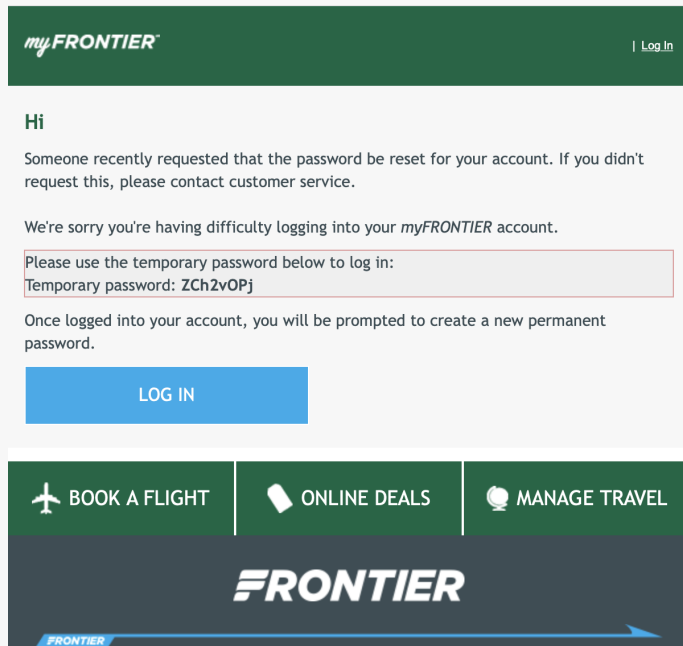 myFRONTIER™
| Log In
Hi
Someone recently requested that the password be reset for your account. If you didn't
request this, please contact customer service.
We're sorry you're having difficulty logging into your myFRONTIER account.
Please use the temporary password below to log in:
Temporary password: ZCh2vOPj
Once logged into your account, you will be prompted to create a new permanent
password.
LOG IN
BOOK A FLIGHT
ONLINE DEALS
MANAGE TRAVEL
FRONTIER
FRONTIER